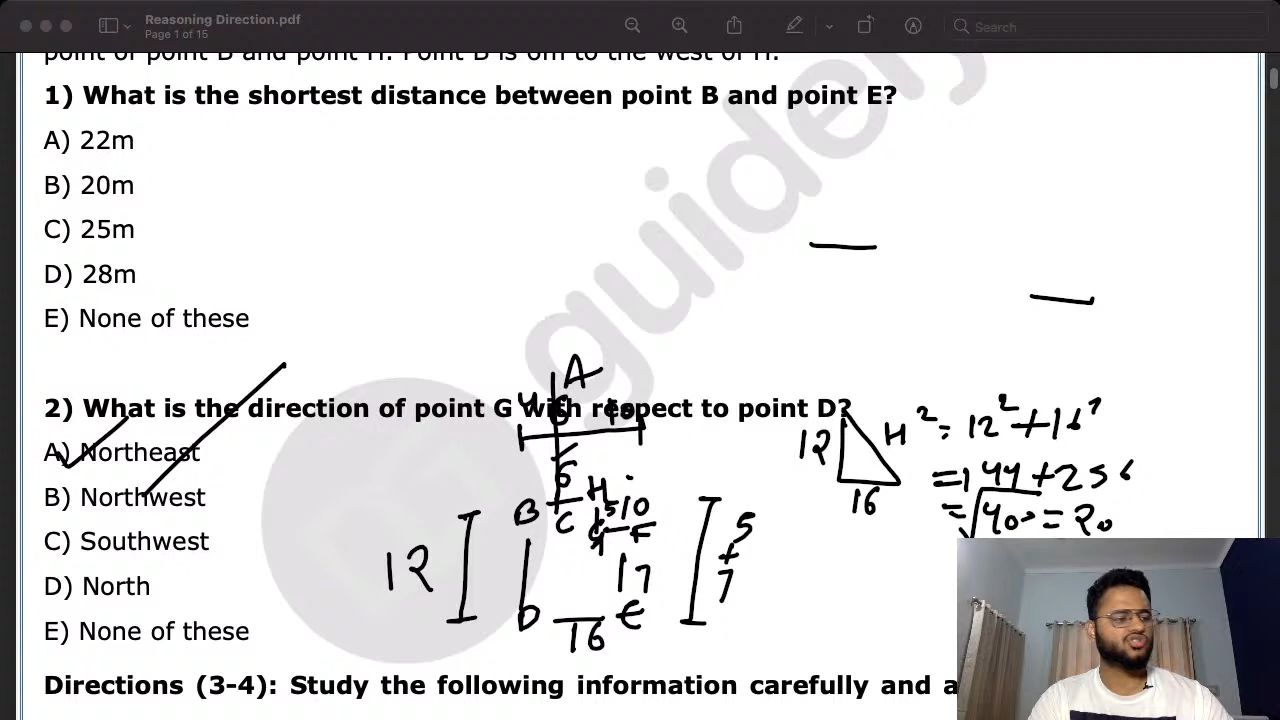 Reasoning Direction.pdf
Page 1 of 15
Search
point of point B and point H. Point B is 6m to the west of H.
1) What is the shortest distance between point B and point E?
A) 22m
B) 20m
C) 25m
D) 28m
E) None of these
guidely
A
2) What is the direction of point G with respect to point D?
A) Northeast
B) Northwest
C) Southwest
D) North
E) None of these
4
6
H
B
C
5
10
F
12
17
D
16
E
5
+
7
12
16
H² = 12² + 16²
= 144 + 256
= √400 = 20
Directions (3-4): Study the following information carefully and a